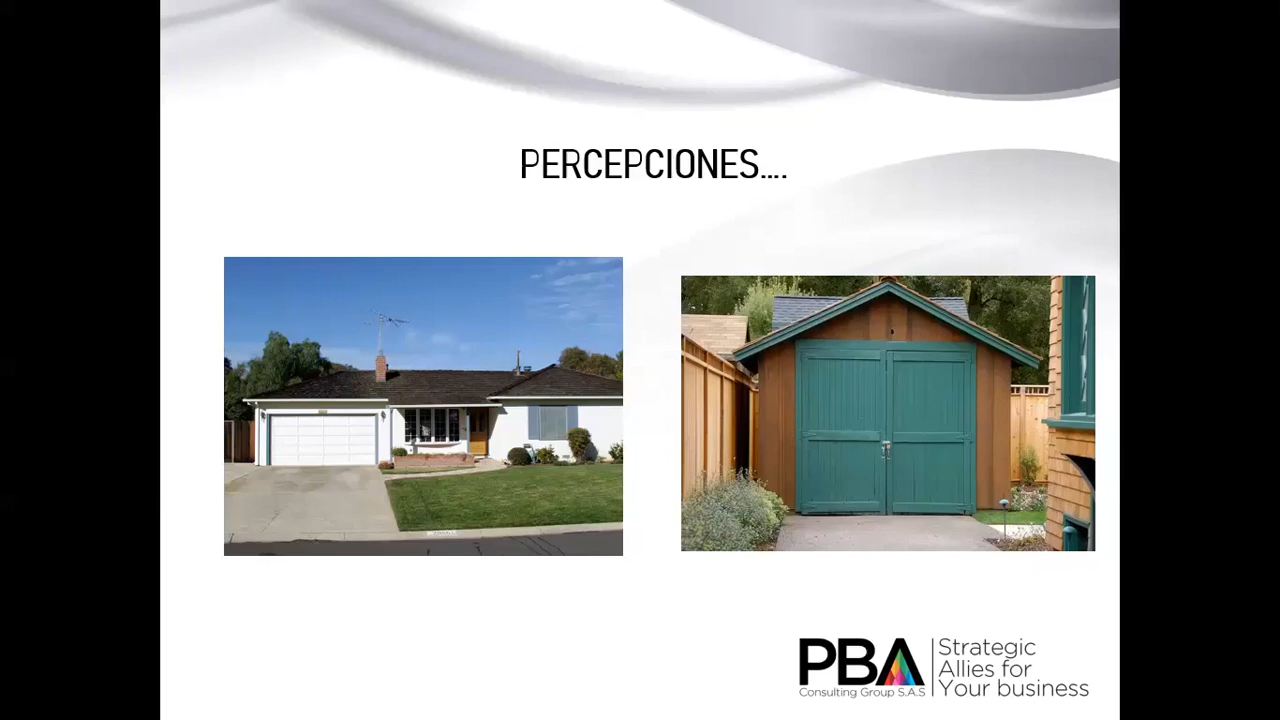 PERCEPCIONES....
PBA
Consulting Group S.A.S
Strategic
Allies for
Your business